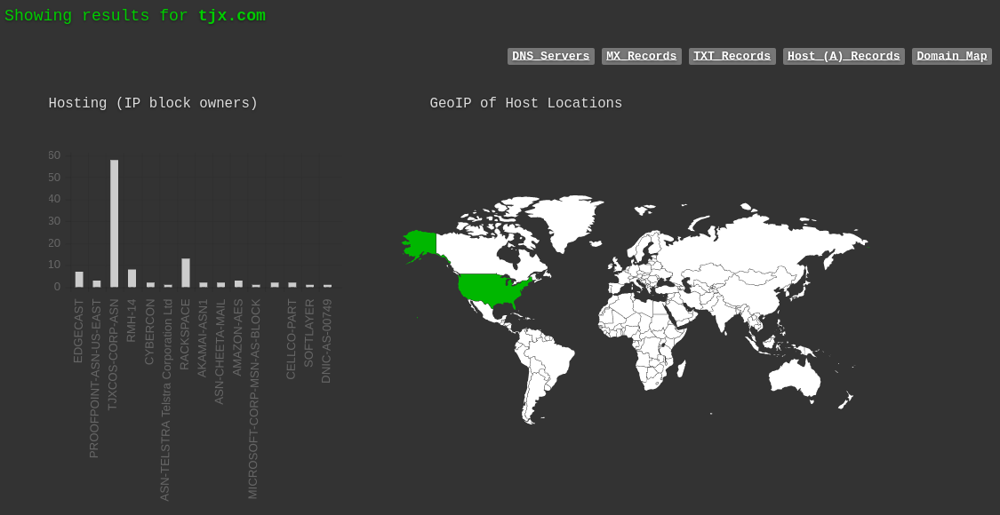 Showing results for tjx.com
DNS Servers MX Records TXT Records Host (A) Records Domain Map
Hosting (IP block owners)
GeoIP of Host Locations
60
50
40
30
20
10
0
EDGECAST
PROOFPOINT-ASN-US-EAST
TJXCOS-CORP-ASN
RMH-14
CYBERCON
ASN-TELSTRA Telstra Corporation Ltd
RACKSPACE
AKAMAI-ASN1
ASN-CHEETA-MAIL
AMAZON-AES
MICROSOFT-CORP-MSN-AS-BLOCK
CELLCO-PART
SOFTLAYER
DNIC-AS-00749